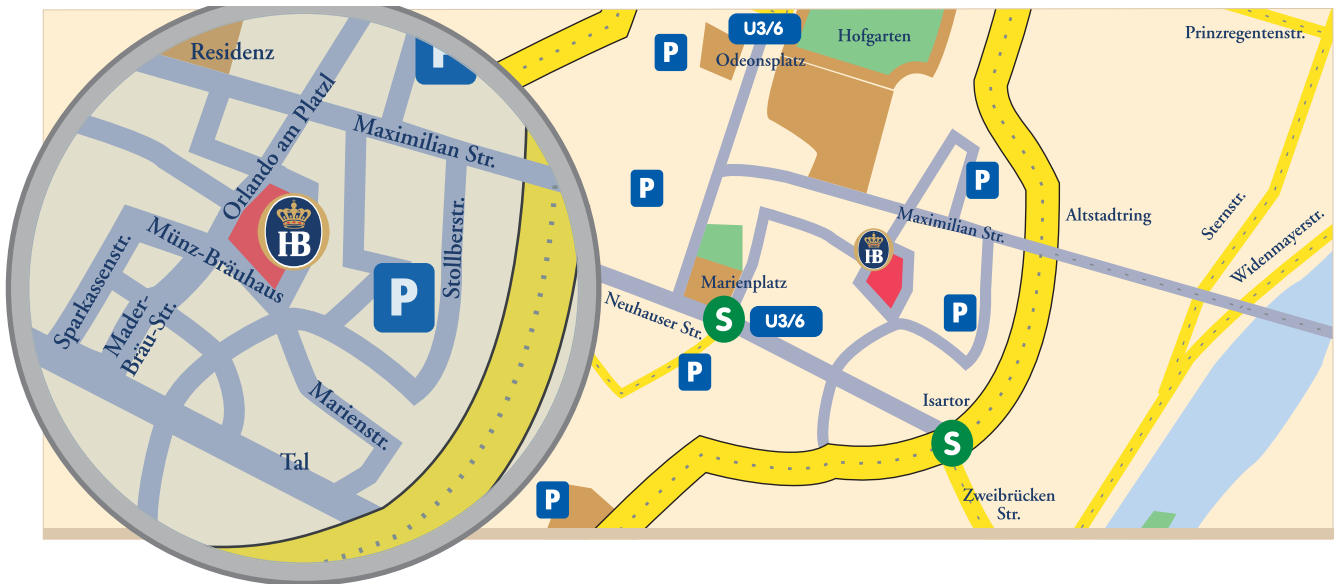 Residenz
P
Orlando am Platzl
Maximilian Str.
HB
Münz-Bräuhaus
Sparkassenstr.
Mader-
Bräu-Str.
P
Stollberstr.
Marienstr.
Tal
P
U3/6
Odeonsplatz
Hofgarten
Prinzregentenstr.
P
P
Maximilian Str.
Altstadtring
Sternstr.
Widenmayerstr.
HB
Marienplatz
Neuhauser Str.
S
U3/6
P
P
Isartor
S
Zweibrücken
Str.
P